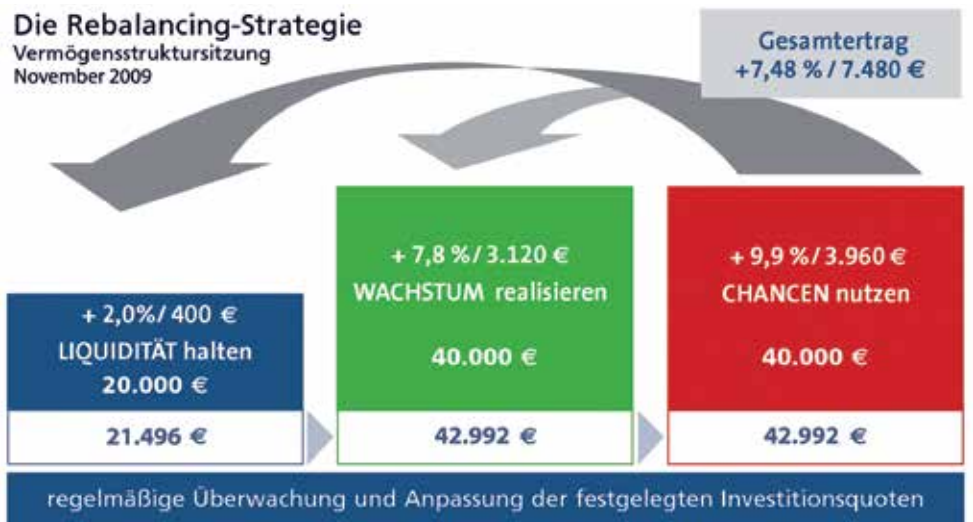 Die Rebalancing-Strategie
Vermögensstruktursitzung
November 2009
Gesamtertrag
+7,48 % / 7.480 €
+ 2,0%/ 400 €
LIQUIDITÄT halten
20.000 €
21.496 €
+ 7,8 %/ 3.120 €
WACHSTUM realisieren
40.000 €
42.992 €
+ 9,9 %/ 3.960 €
CHANCEN nutzen
40.000 €
42.992 €
regelmäßige Überwachung und Anpassung der festgelegten Investitionsquoten